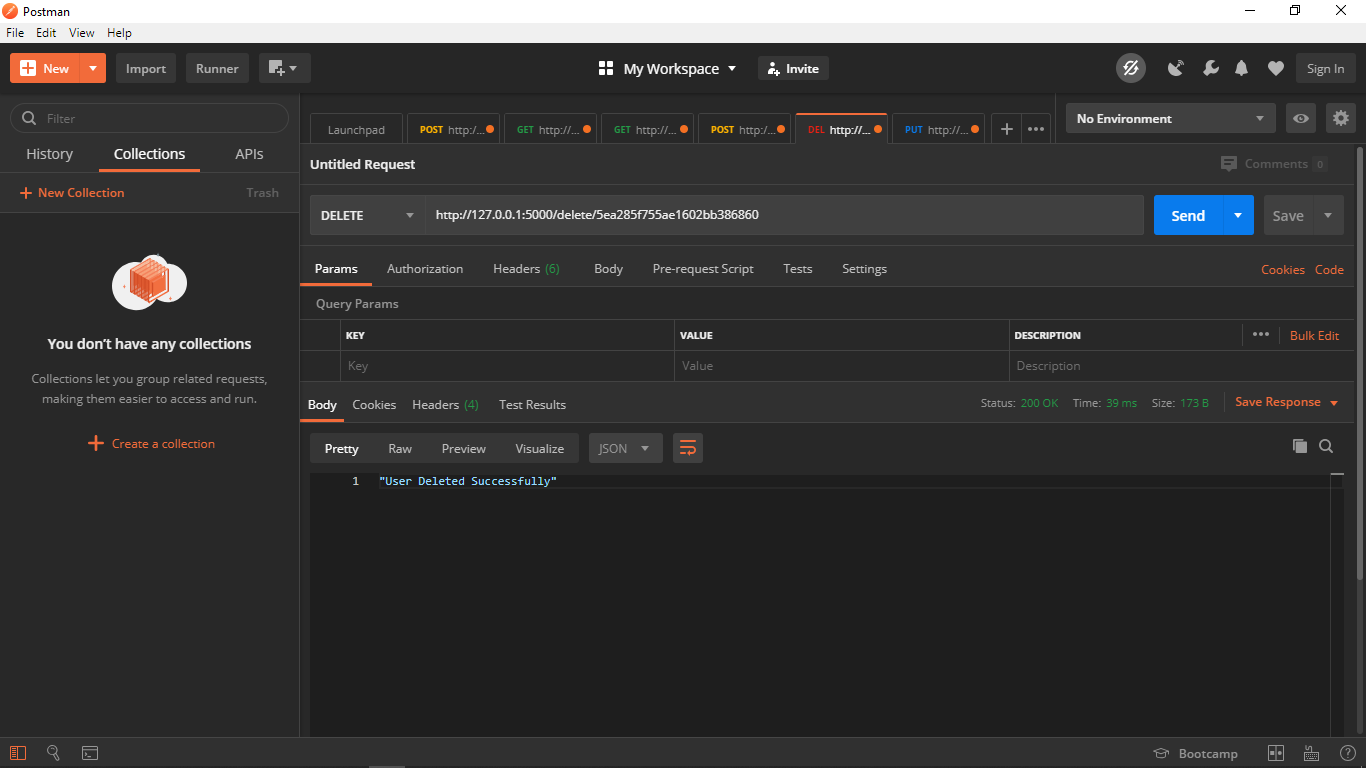 Postman
File Edit View Help
New Import Runner My Workspace Invite Sign In
Filter
History Collections APIs
New Collection Trash
You don't have any collections
Collections let you group related requests,
making them easier to access and run.
Create a collection
Launchpad POST http:/... GET http://... GET http://... POST http:/... DEL http://... PUT http://... No Environment
Untitled Request Comments 0
DELETE http://127.0.0.1:5000/delete/5ea285f755ae1602bb386860 Send Save
Params Authorization Headers (6) Body Pre-request Script Tests Settings Cookies Code
Query Params
KEY VALUE DESCRIPTION Bulk Edit
Key Value Description
Body Cookies Headers (4) Test Results Status: 200 OK Time: 39 ms Size: 173 B Save Response
Pretty Raw Preview Visualize JSON
1 "User Deleted Successfully"
Bootcamp